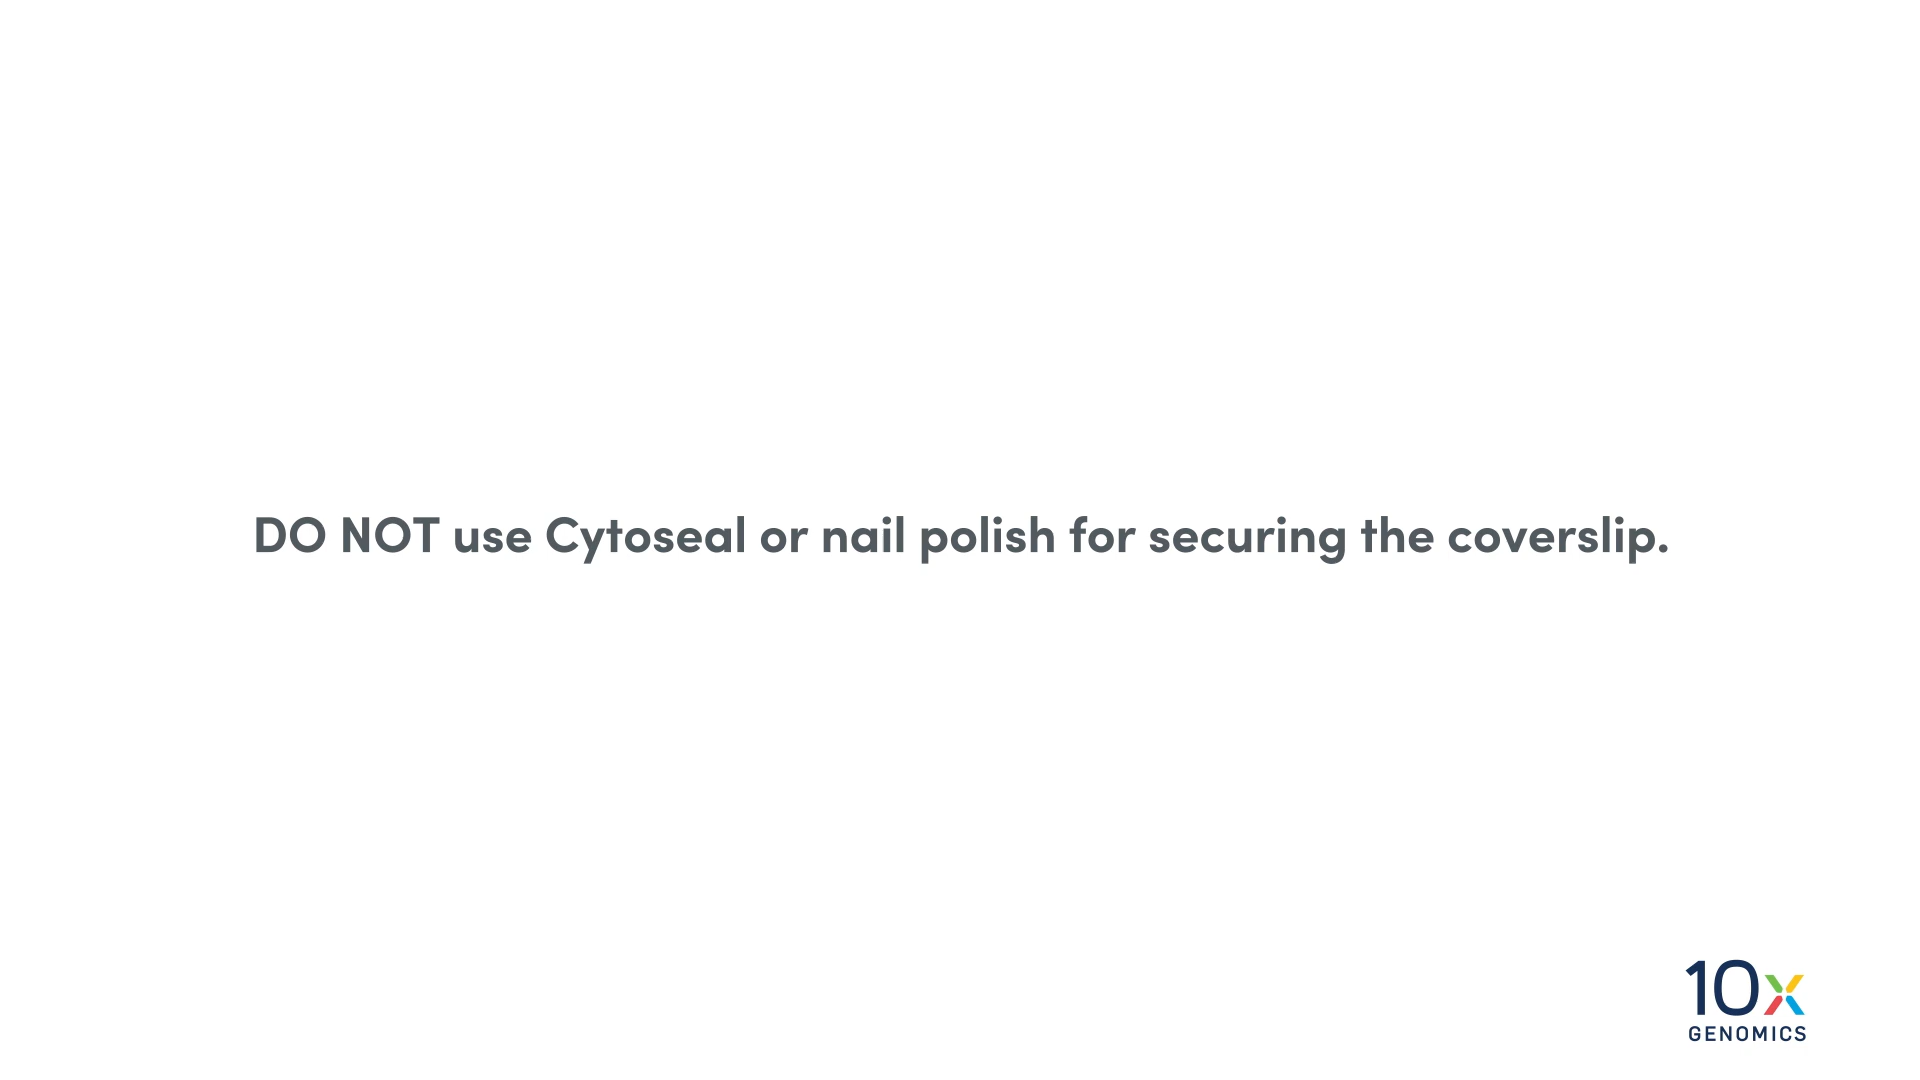 DO NOT use Cytoseal or nail polish for securing the coverslip.
10x
GENOMICS